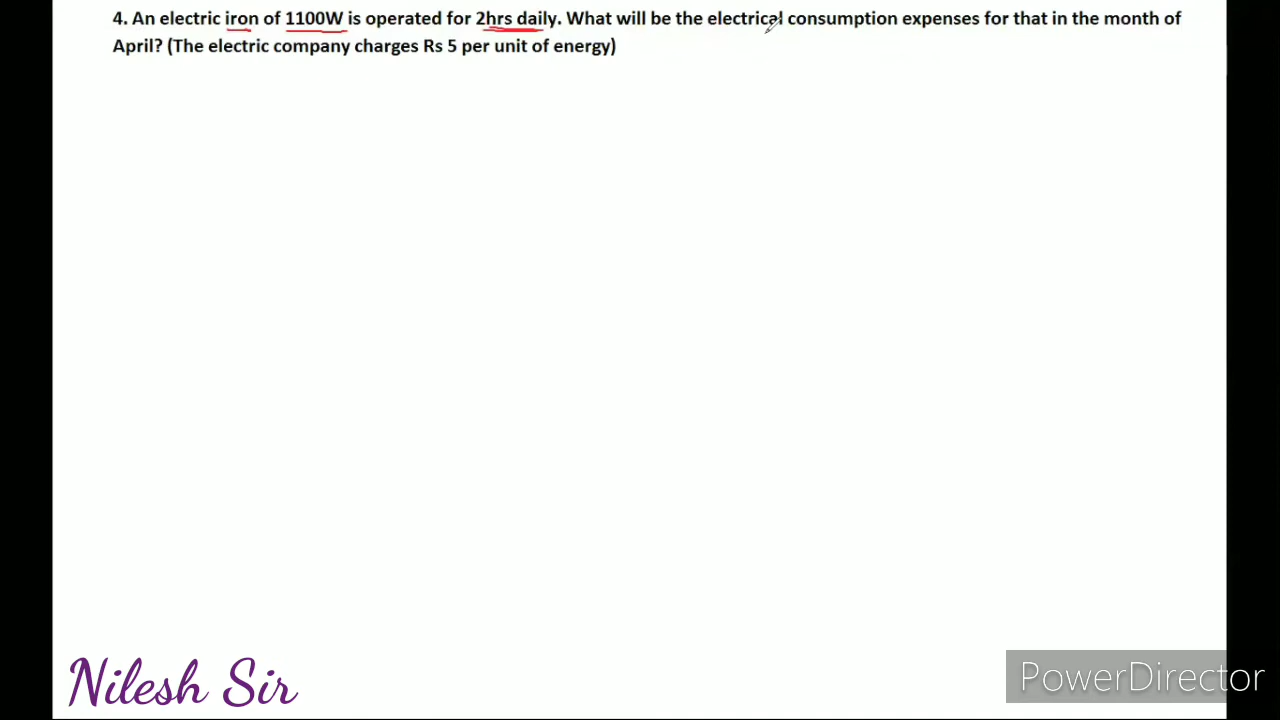 4. An electric iron of 1100W is operated for 2hrs daily. What will be the electrical consumption expenses for that in the month of
April? (The electric company charges Rs 5 per unit of energy)
Nilesh Sir
PowerDirector